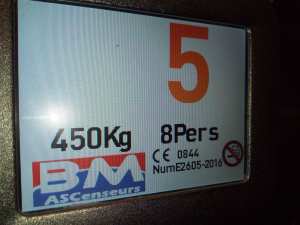 5
450Kg 8Pers
CE 0844
NumE2605-2016
BM
ASCenseurs